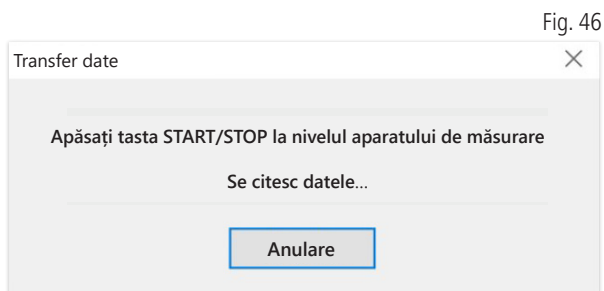 Fig. 46
Transfer date
Apăsați tasta START/STOP la nivelul aparatului de măsurare
Se citesc datele...
Anulare